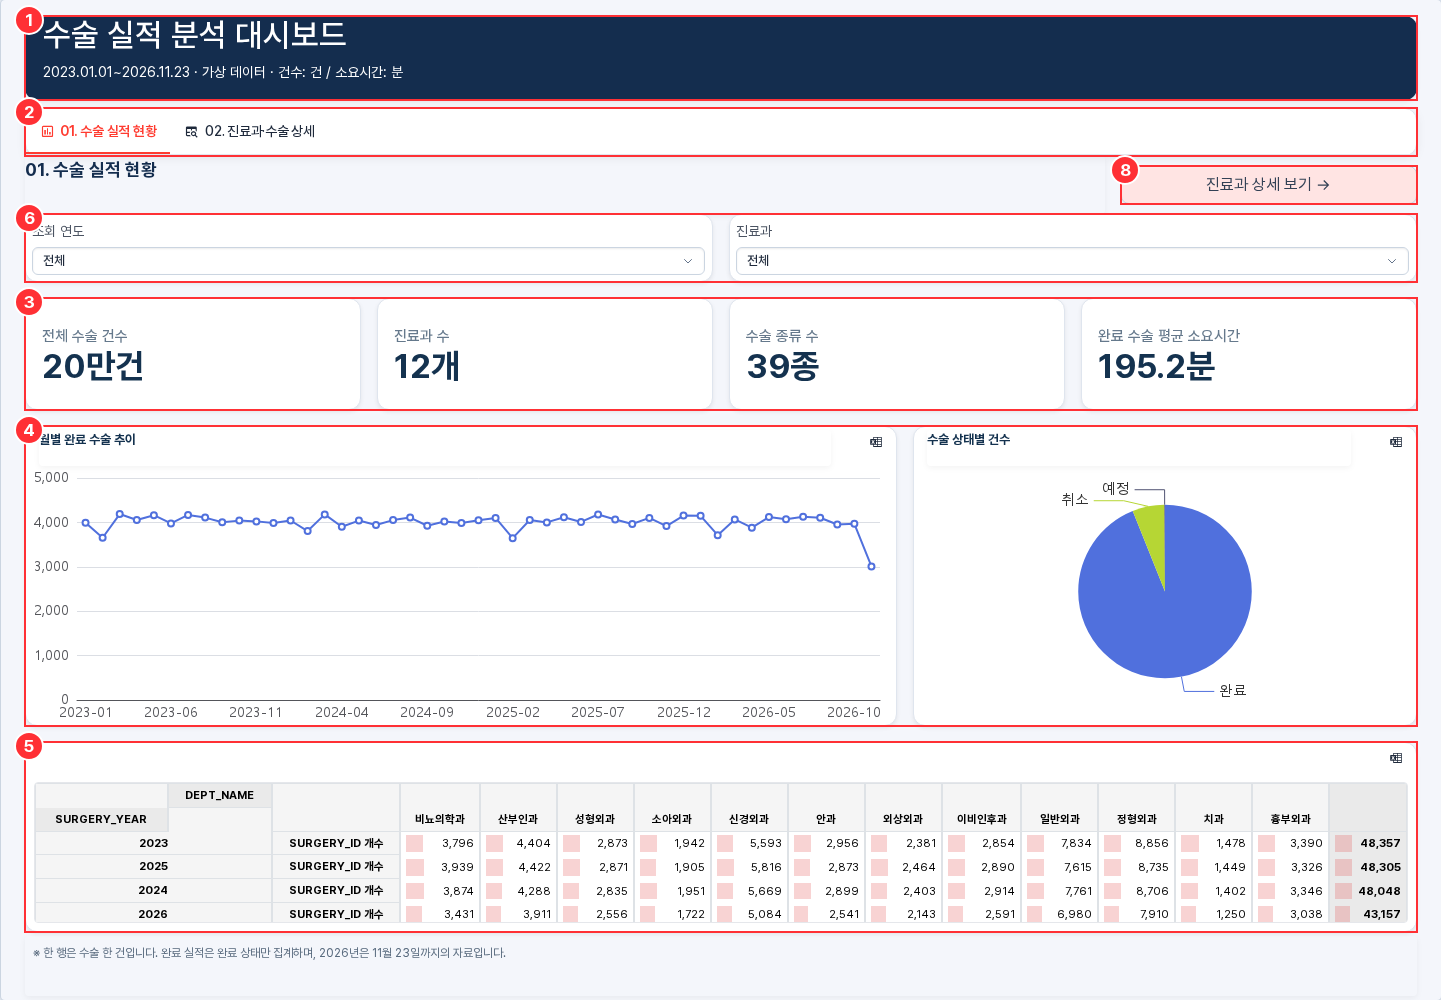 1
수술 실적 분석 대시보드
2023.01.01~2026.11.23 · 가상 데이터 · 건수: 건 / 소요시간: 분
2
01. 수술 실적 현황 02. 진료과 수술 상세
01. 수술 실적 현황
8
진료과 상세 보기 →
6
조회 연도 진료과
전체 전체
3
전체 수술 건수 진료과 수 수술 종류 수 완료 수술 평균 소요시간
20만건 12개 39종 195.2분
4
월별 완료 수술 추이 수술 상태별 건수
5,000
4,000
3,000
2,000
1,000
0
2023-01 2023-06 2023-11 2024-04 2024-09 2025-02 2025-07 2025-12 2026-05 2026-10
예정
취소
완료
5
DEPT_NAME
SURGERY_YEAR 비뇨의학과 산부인과 성형외과 소아외과 신경외과 안과 외상외과 이비인후과 일반외과 정형외과 치과 흉부외과
2023 SURGERY_ID 개수 3,796 4,404 2,873 1,942 5,593 2,956 2,381 2,854 7,834 8,856 1,478 3,390 48,357
2025 SURGERY_ID 개수 3,939 4,422 2,871 1,905 5,816 2,873 2,464 2,890 7,615 8,735 1,449 3,326 48,305
2024 SURGERY_ID 개수 3,874 4,288 2,835 1,951 5,669 2,899 2,403 2,914 7,761 8,706 1,402 3,346 48,048
2026 SURGERY_ID 개수 3,431 3,911 2,556 1,722 5,084 2,541 2,143 2,591 6,980 7,910 1,250 3,038 43,157
※ 한 행은 수술 한 건입니다. 완료 실적은 완료 상태만 집계하며, 2026년은 11월 23일까지의 자료입니다.